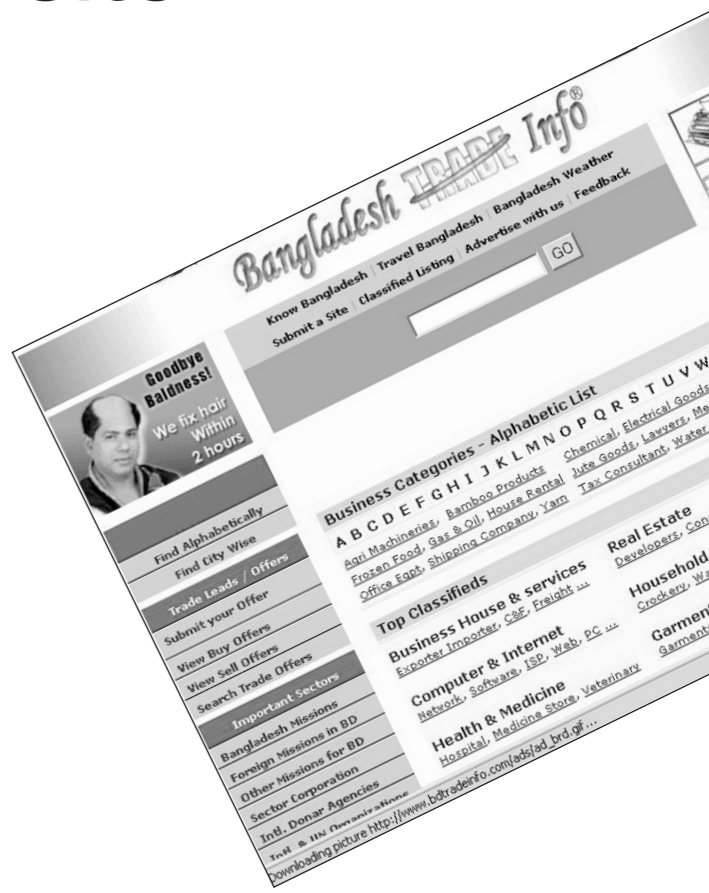 Bangladesh TRADE Info®
Know Bangladesh | Travel Bangladesh | Bangladesh Weather
Submit a Site | Classified Listing | Advertise with us | Feedback
GO
Goodbye
Baldness!
We fix hair
Within
2 hours
Find Alphabetically
Find City Wise
Trade Leads / Offers
Submit your Offer
View Buy Offers
View Sell Offers
Search Trade Offers
Important Sectors
Bangladesh Missions
Foreign Missions in BD
Other Missions for BD
Sector Corporation
Intl. Donar Agencies
Intl. & UN Organizations
Business Categories - Alphabetic List
A B C D E F G H I J K L M N O P Q R S T U V W
Agri Machineries, Bamboo Products Chemical, Electrical Goods
Frozen Food, Gas & Oil, House Rental Jute Goods, Lawyers,
Office Eqpt, Shipping Company, Yarn Tax Consultant, Water
Top Classifieds
Business House & services
Exporter Importer, C&F, Freight ...
Computer & Internet
Network, Software, ISP, Web, PC ...
Health & Medicine
Hospital, Medicine Store, Veterinary
Real Estate
Developers,
Household
Crockery,
Downloading picture http://www.bdtradeinfo.com/ads/ad_brd.gif...